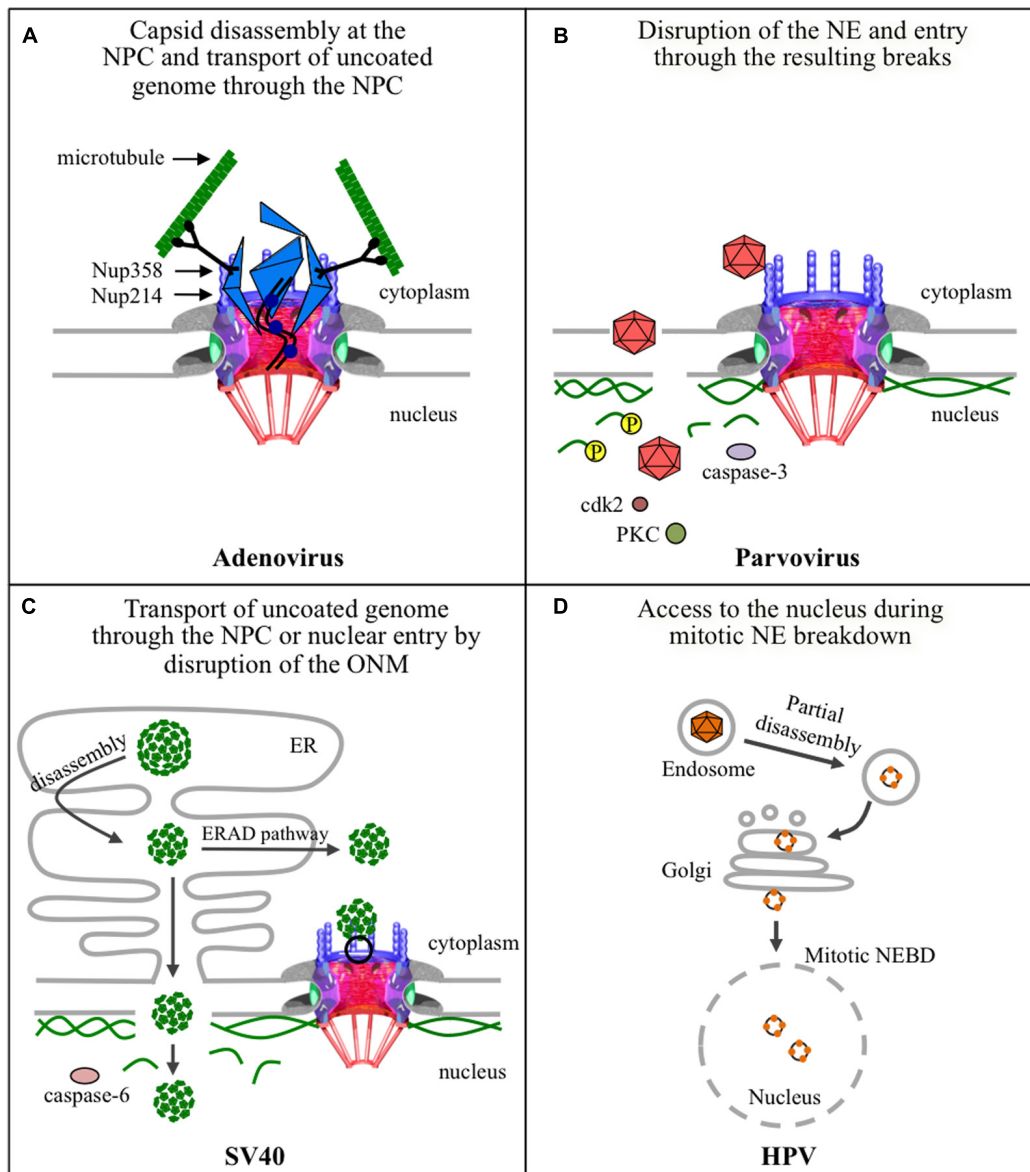 A
Capsid disassembly at the
NPC and transport of uncoated
genome through the NPC
microtubule
Nup358
Nup214
cytoplasm
nucleus
Adenovirus
B
Disruption of the NE and entry
through the resulting breaks
cytoplasm
nucleus
P
P
caspase-3
cdk2
PKC
Parvovirus
C
Transport of uncoated genome
through the NPC or nuclear entry by
disruption of the ONM
ER
disassembly
ERAD pathway
cytoplasm
nucleus
caspase-6
SV40
D
Access to the nucleus during
mitotic NE breakdown
Partial
disassembly
Endosome
Golgi
Mitotic NEBD
Nucleus
HPV